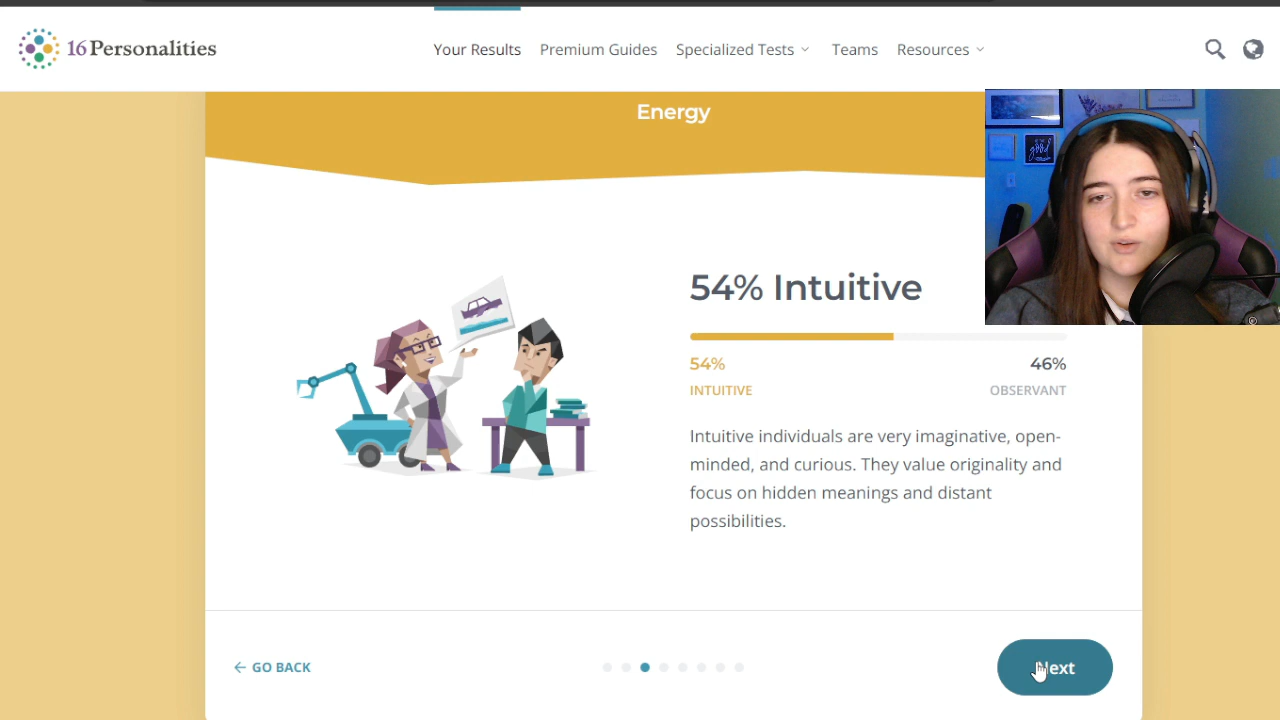 16Personalities
Your Results
Premium Guides
Specialized Tests
Teams
Resources
Energy
good
54% Intuitive
54%
46%
INTUITIVE
OBSERVANT
Intuitive individuals are very imaginative, open-
minded, and curious. They value originality and
focus on hidden meanings and distant
possibilities.
← GO BACK
Next